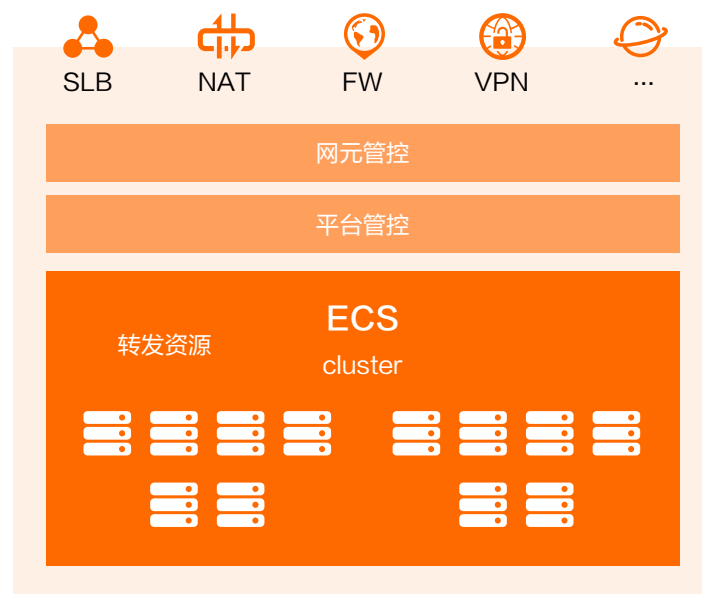 SLB
NAT
FW
VPN
...
网元管控
平台管控
ECS
转发资源
cluster